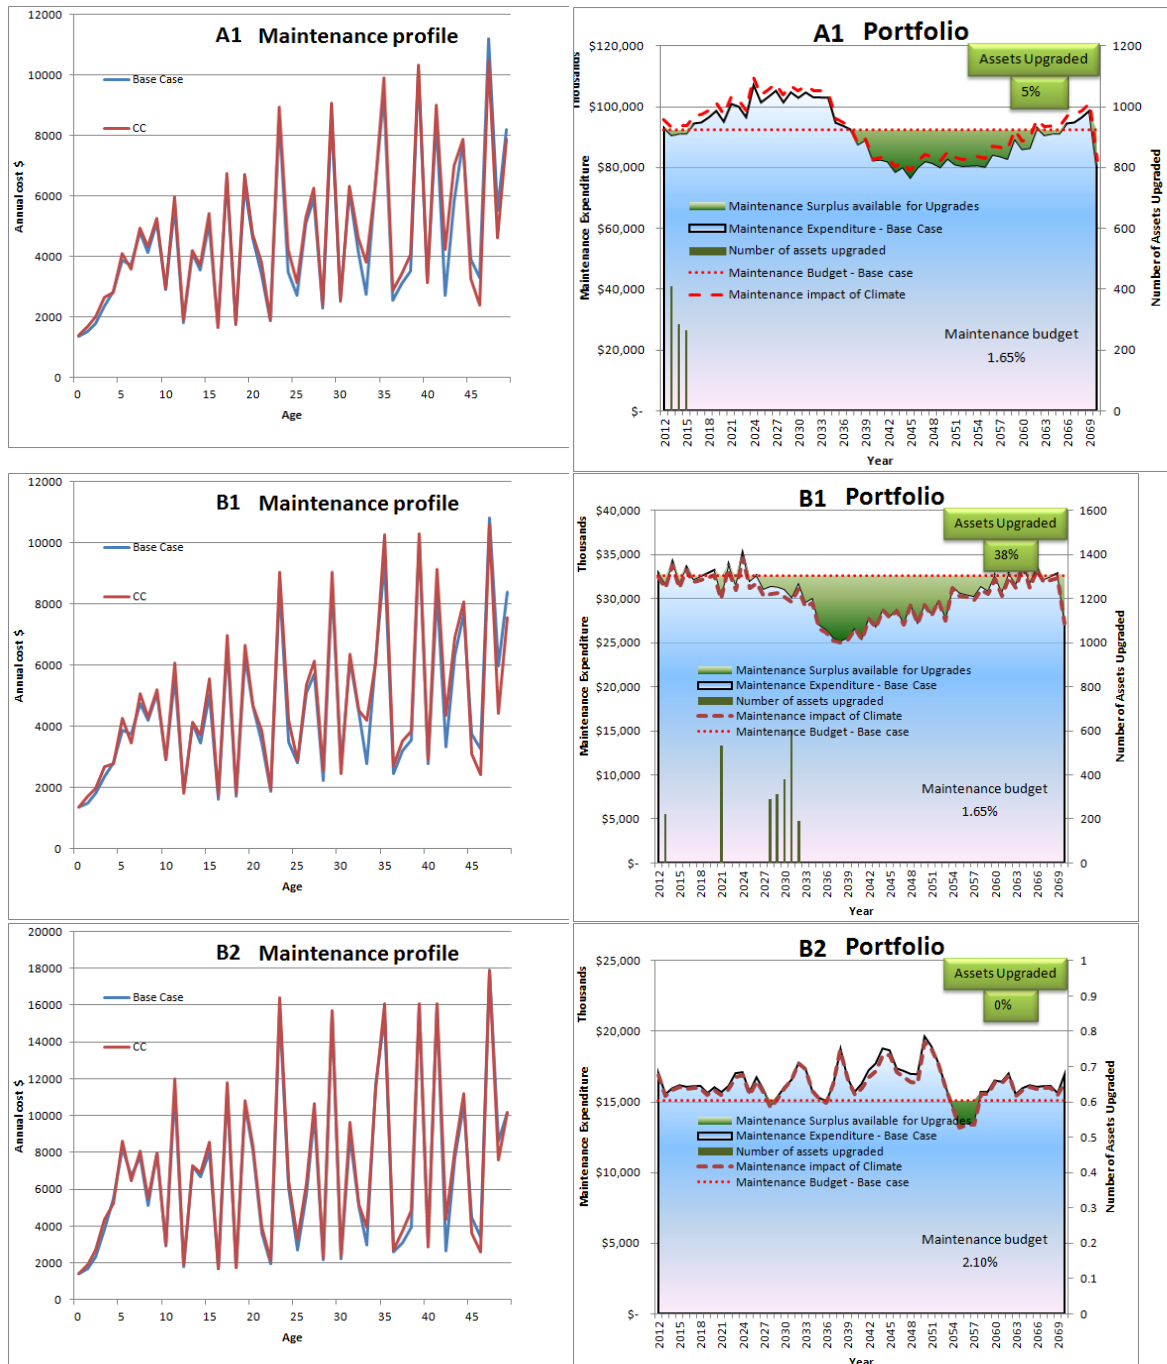 A1 Maintenance profile
12000
10000
8000
6000
4000
2000
0
Annual cost $
Base Case
CC
0 5 10 15 20 25 30 35 40 45
Age
A1 Portfolio
Thousands
Maintenance Expenditure
$120,000
$100,000
$80,000
$60,000
$40,000
$20,000
$-
1200
1000
800
600
400
200
0
Number of Assets Upgraded
Assets Upgraded
5%
Maintenance Surplus available for Upgrades
Maintenance Expenditure - Base Case
Number of assets upgraded
Maintenance Budget - Base case
Maintenance impact of Climate
Maintenance budget
1.65%
2012 2015 2018 2021 2024 2027 2030 2033 2036 2039 2042 2045 2048 2051 2054 2057 2060 2063 2066 2069
Year
B1 Maintenance profile
12000
10000
8000
6000
4000
2000
0
Annual cost $
Base Case
CC
0 5 10 15 20 25 30 35 40 45
Age
B1 Portfolio
Thousands
Maintenance Expenditure
$40,000
$35,000
$30,000
$25,000
$20,000
$15,000
$10,000
$5,000
$-
1600
1400
1200
1000
800
600
400
200
0
Number of Assets Upgraded
Assets Upgraded
38%
Maintenance Surplus available for Upgrades
Maintenance Expenditure - Base Case
Number of assets upgraded
Maintenance impact of Climate
Maintenance Budget - Base case
Maintenance budget
1.65%
2012 2015 2018 2021 2024 2027 2030 2033 2036 2039 2042 2045 2048 2051 2054 2057 2060 2063 2066 2069
Year
B2 Maintenance profile
20000
18000
16000
14000
12000
10000
8000
6000
4000
2000
0
Annual cost $
Base Case
CC
0 5 10 15 20 25 30 35 40 45
Age
B2 Portfolio
Thousands
Maintenance Expenditure
$25,000
$20,000
$15,000
$10,000
$5,000
$-
1
0.9
0.8
0.7
0.6
0.5
0.4
0.3
0.2
0.1
0
Number of Assets Upgraded
Assets Upgraded
0%
Maintenance Surplus available for Upgrades
Maintenance Expenditure - Base Case
Number of assets upgraded
Maintenance impact of Climate
Maintenance Budget - Base case
Maintenance budget
2.10%
2012 2015 2018 2021 2024 2027 2030 2033 2036 2039 2042 2045 2048 2051 2054 2057 2060 2063 2066 2069
Year